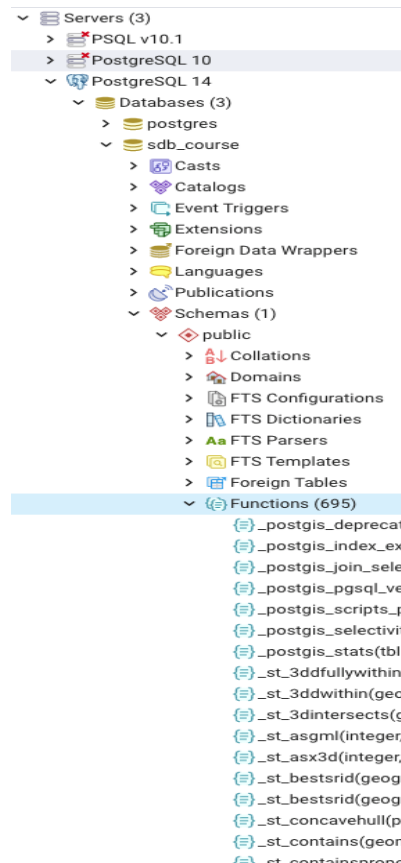 Servers (3)
PSQL v10.1
PostgreSQL 10
PostgreSQL 14
Databases (3)
postgres
sdb_course
Casts
Catalogs
Event Triggers
Extensions
Foreign Data Wrappers
Languages
Publications
Schemas (1)
public
Collations
Domains
FTS Configurations
FTS Dictionaries
Aa FTS Parsers
FTS Templates
Foreign Tables
Functions (695)
_postgis_deprecat
_postgis_index_ex
_postgis_join_sele
_postgis_pgsql_ve
_postgis_scripts_p
_postgis_selectivit
_postgis_stats(tbl
_st_3ddfullywithin
_st_3ddwithin(geo
_st_3dintersects(g
_st_asgml(integer,
_st_asx3d(integer,
_st_bestsrid(geog
_st_bestsrid(geog
_st_concavehull(p
_st_contains(geon